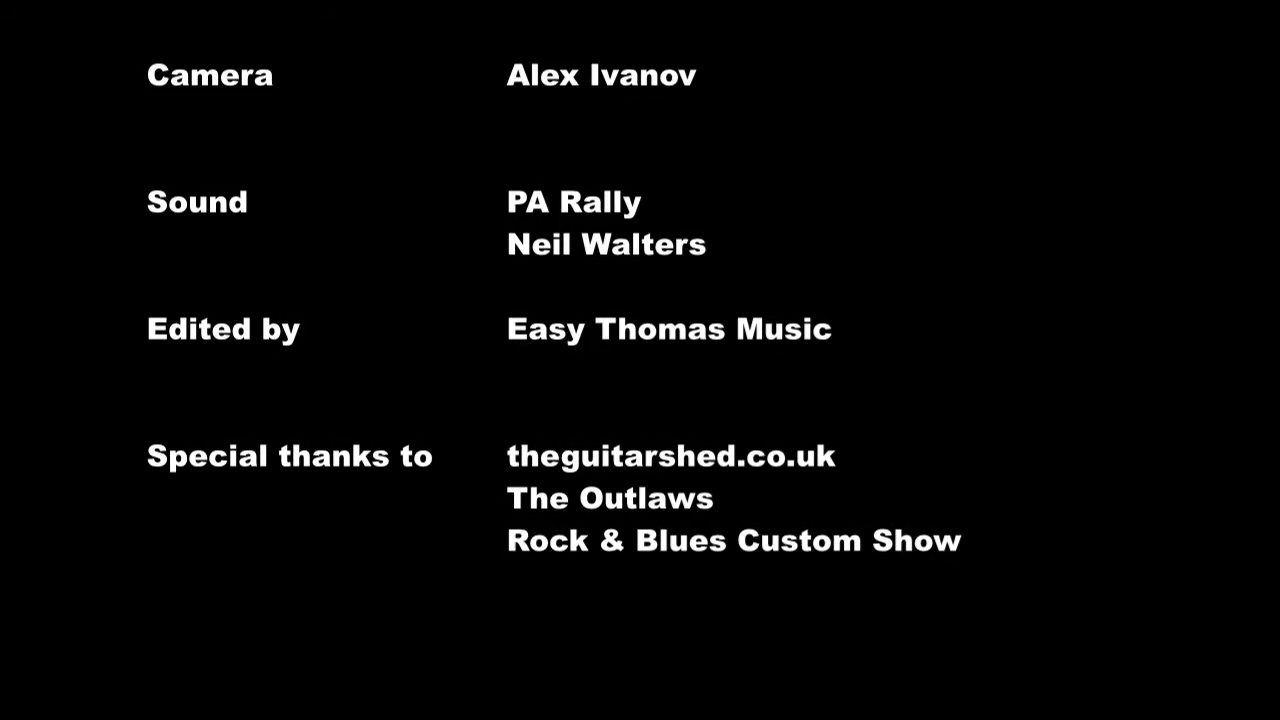 Camera Alex Ivanov
Sound PA Rally
Neil Walters
Edited by Easy Thomas Music
Special thanks to theguitarshed.co.uk
The Outlaws
Rock & Blues Custom Show